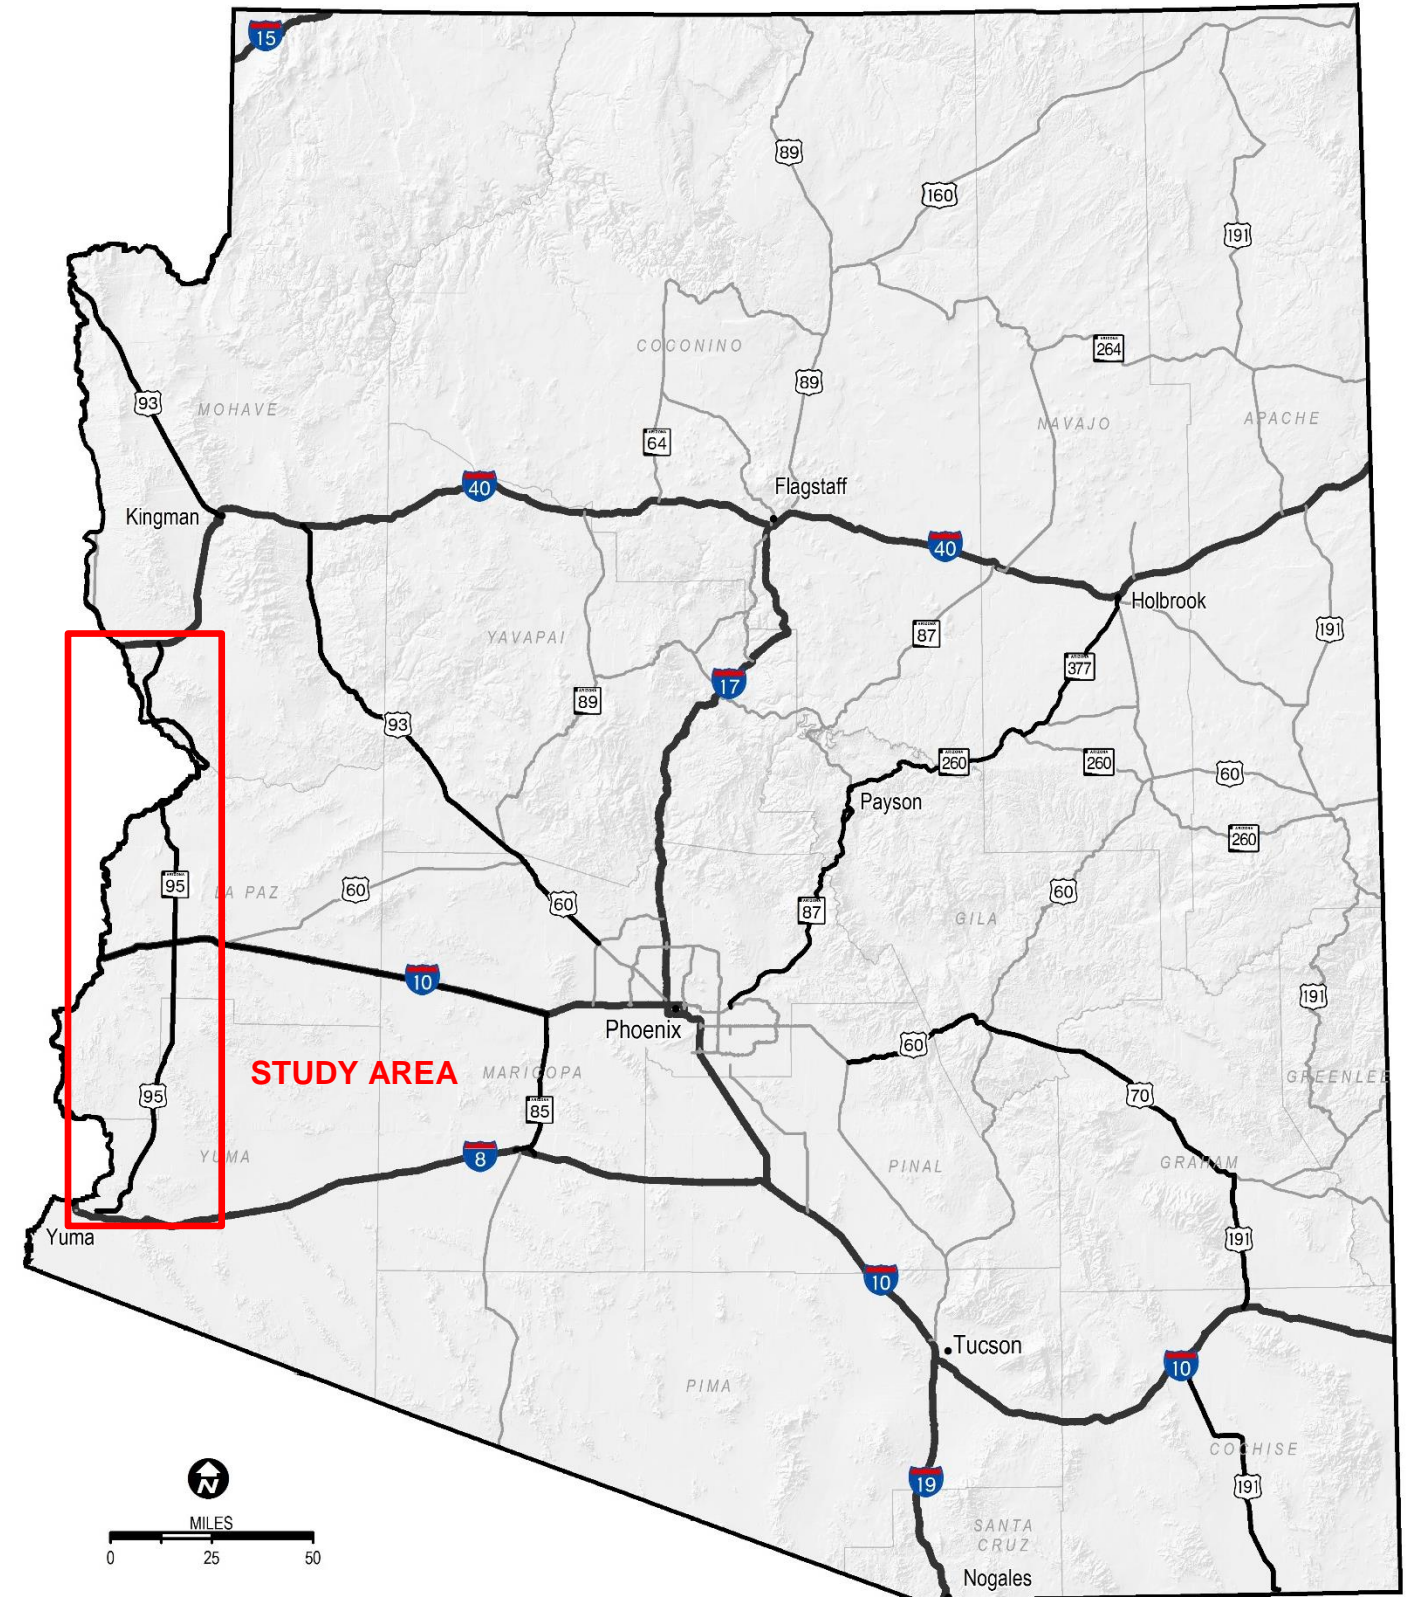 15
89
160
191
COCONINO
264
89
93
MOHAVE
NAVAJO
APACHE
64
40
Flagstaff
Kingman
40
Holbrook
YAVAPAI
87
191
377
17
89
93
260
260
60
Payson
260
95
LA PAZ
60
60
87
GILA
60
10
191
Phoenix
60
STUDY AREA
MARICOPA
GREENLEE
95
85
70
YUMA
8
PINAL
GRAHAM
Yuma
191
10
Tucson
10
PIMA
N
COCHISE
19
191
MILES
0 25 50
SANTA
CRUZ
Nogales